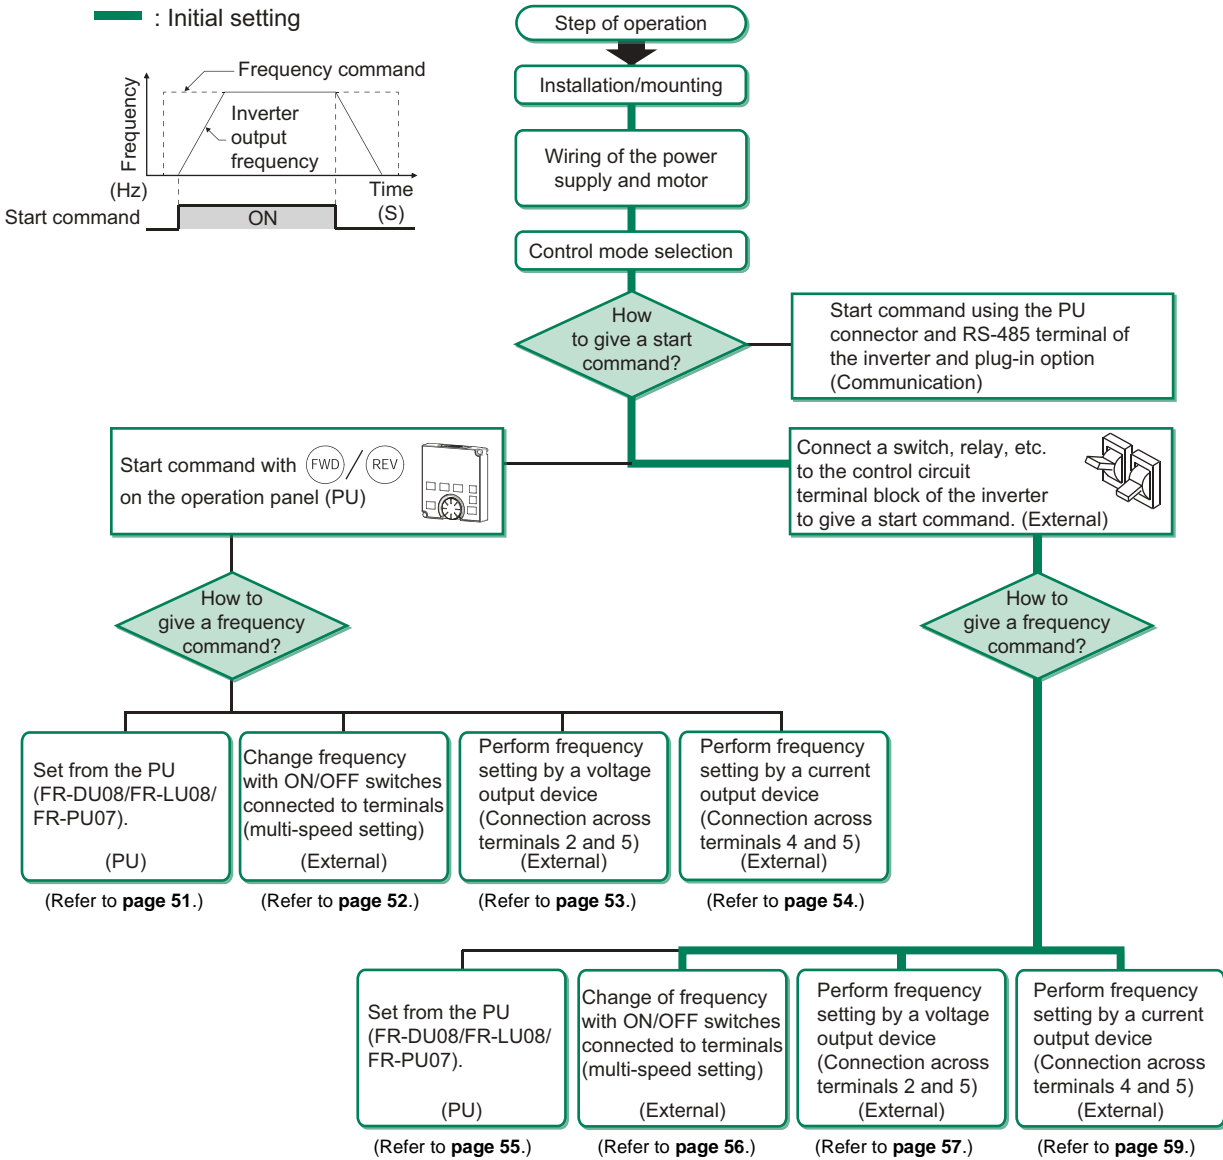 : Initial setting
Frequency command
Inverter
output
frequency
Frequency
(Hz)
Time
(S)
Start command
ON
Step of operation
Installation/mounting
Wiring of the power
supply and motor
Control mode selection
How
to give a start
command?
Start command using the PU
connector and RS-485 terminal of
the inverter and plug-in option
(Communication)
Start command with FWD / REV
on the operation panel (PU)
Connect a switch, relay, etc.
to the control circuit
terminal block of the inverter
to give a start command. (External)
How to
give a frequency
command?
How to
give a frequency
command?
Set from the PU
(FR-DU08/FR-LU08/
FR-PU07).
(PU)
(Refer to page 51.)
Change frequency
with ON/OFF switches
connected to terminals
(multi-speed setting)
(External)
(Refer to page 52.)
Perform frequency
setting by a voltage
output device
(Connection across
terminals 2 and 5)
(External)
(Refer to page 53.)
Perform frequency
setting by a current
output device
(Connection across
terminals 4 and 5)
(External)
(Refer to page 54.)
Set from the PU
(FR-DU08/FR-LU08/
FR-PU07).
(PU)
(Refer to page 55.)
Change of frequency
with ON/OFF switches
connected to terminals
(multi-speed setting)
(External)
(Refer to page 56.)
Perform frequency
setting by a voltage
output device
(Connection across
terminals 2 and 5)
(External)
(Refer to page 57.)
Perform frequency
setting by a current
output device
(Connection across
terminals 4 and 5)
(External)
(Refer to page 59.)